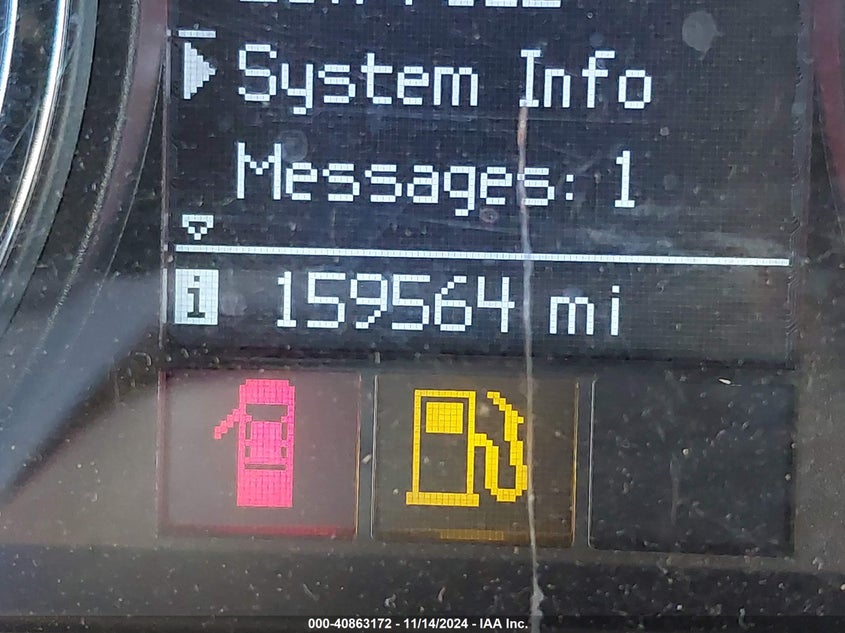 System Info
Messages: 1
i 159564 mi
000-40863172 - 11/14/2024 - IAA Inc.